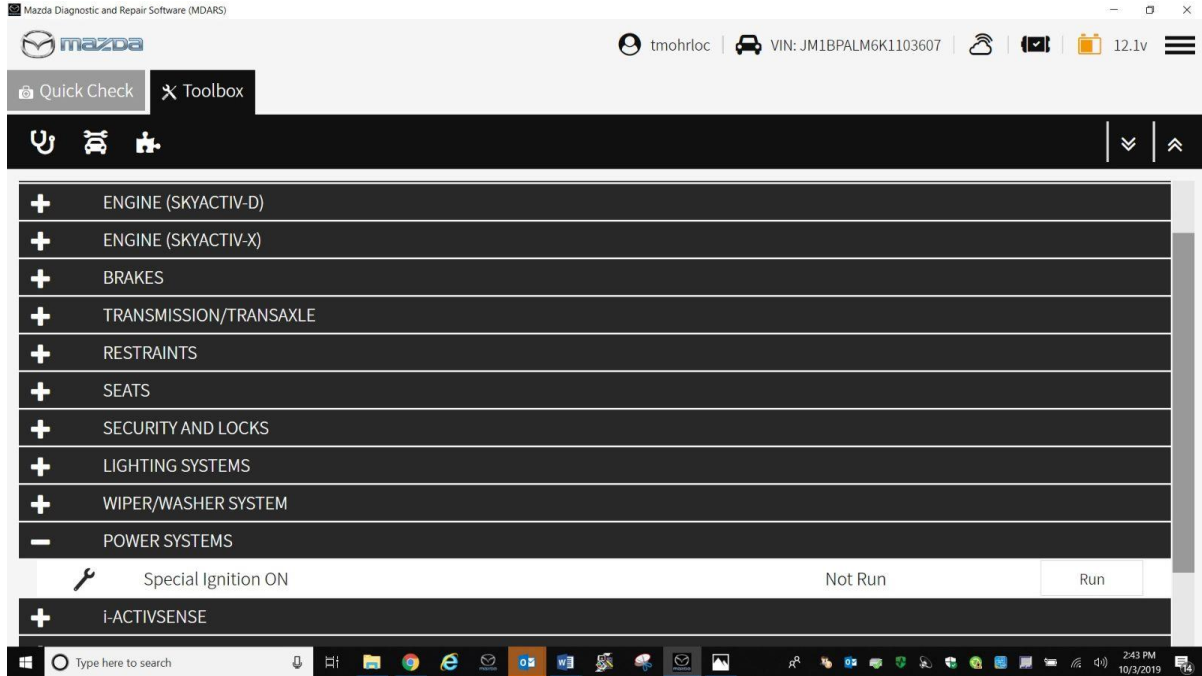 Mazda Diagnostic and Repair Software (MDARS)
mazda tmohrloc VIN: JM1BPALM6K1103607 12.1v
Quick Check Toolbox
ENGINE (SKYACTIV-D)
ENGINE (SKYACTIV-X)
BRAKES
TRANSMISSION/TRANSAXLE
RESTRAINTS
SEATS
SECURITY AND LOCKS
LIGHTING SYSTEMS
WIPER/WASHER SYSTEM
POWER SYSTEMS
Special Ignition ON Not Run Run
i-ACTIVSENSE
Type here to search 2:43 PM
10/3/2019 14